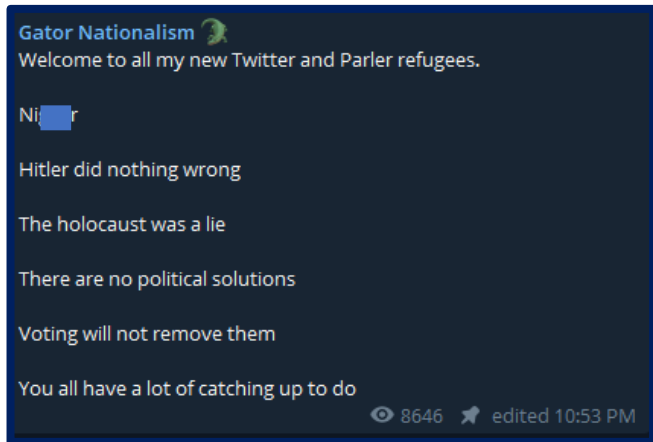 Gator Nationalism
Welcome to all my new Twitter and Parler refugees.
Hitler did nothing wrong
The holocaust was a lie
There are no political solutions
Voting will not remove them
You all have a lot of catching up to do
8646 edited 10:53 PM